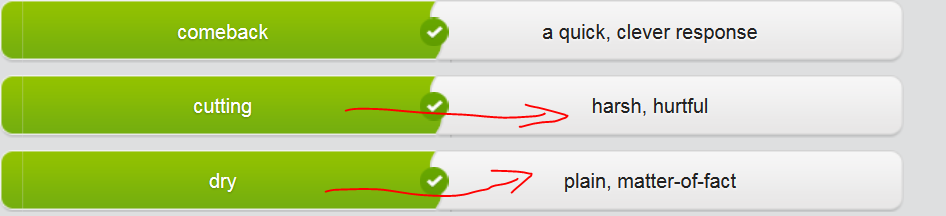 comeback a quick, clever response
cutting harsh, hurtful
dry plain, matter-of-fact